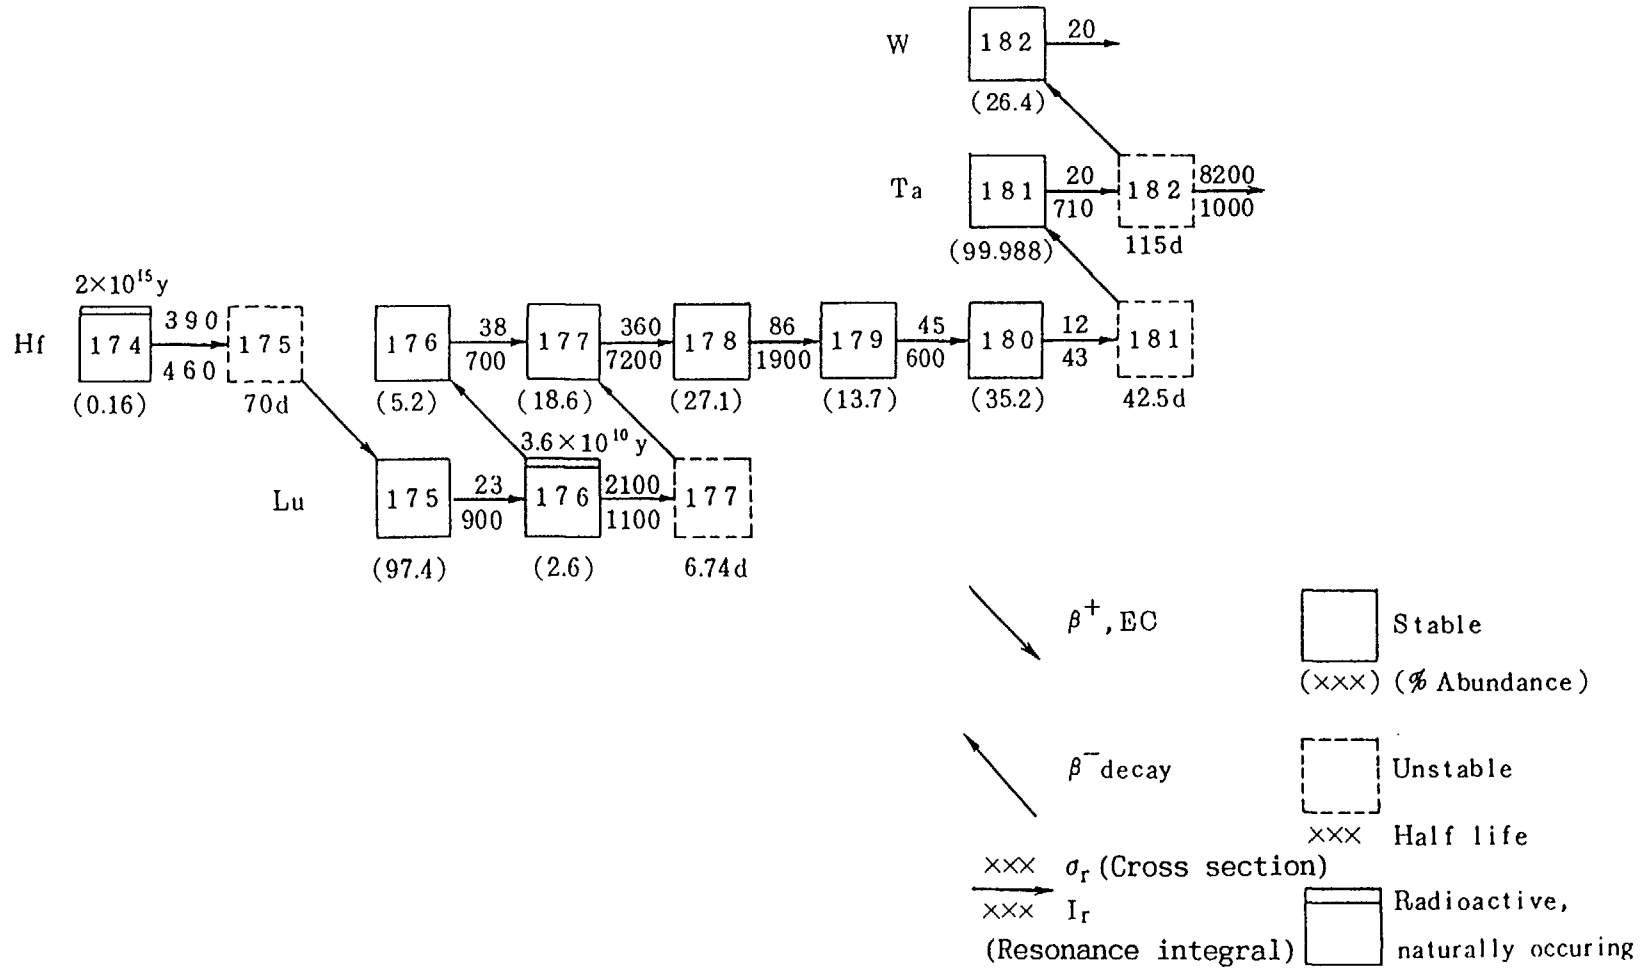 W 182 20
(26.4)
Ta 181 20 182 8200
710 1000
(99.988) 115d
2×10¹⁵y
Hf 174 390 175 176 38 177 360 178 86 179 45 180 12 181
460 700 7200 1900 600 43
(0.16) 70d (5.2) (18.6) (27.1) (13.7) (35.2) 42.5d
3.6×10¹⁰y
Lu 175 23 176 2100 177
900 1100
(97.4) (2.6) 6.74d
β⁺, EC
Stable
(×××) (% Abundance)
β⁻ decay
Unstable
××× Half life
××× σᵣ (Cross section)
××× Iᵣ
(Resonance integral)
Radioactive,
naturally occuring